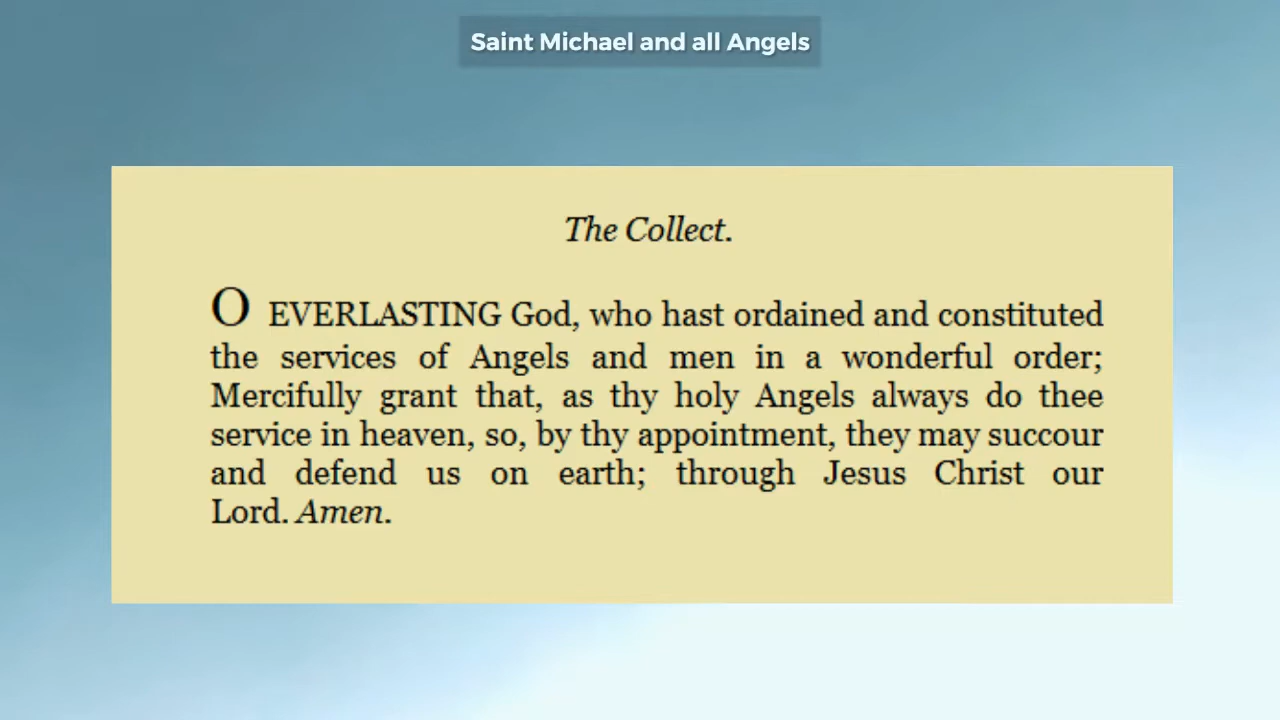 Saint Michael and all Angels
The Collect.
O EVERLASTING God, who hast ordained and constituted
the services of Angels and men in a wonderful order;
Mercifully grant that, as thy holy Angels always do thee
service in heaven, so, by thy appointment, they may succour
and defend us on earth; through Jesus Christ our
Lord. Amen.